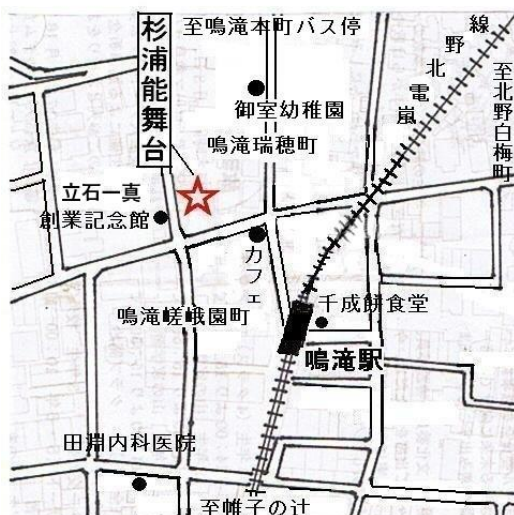 至鳴滝本町バス停
杉浦能舞台
嵐電北野線
至北野白梅町
御室幼稚園
鳴滝瑞穂町
立石一真
創業記念館
カフェ
千成餅食堂
鳴滝嵯峨園町
鳴滝駅
田淵内科医院
至帷子の辻